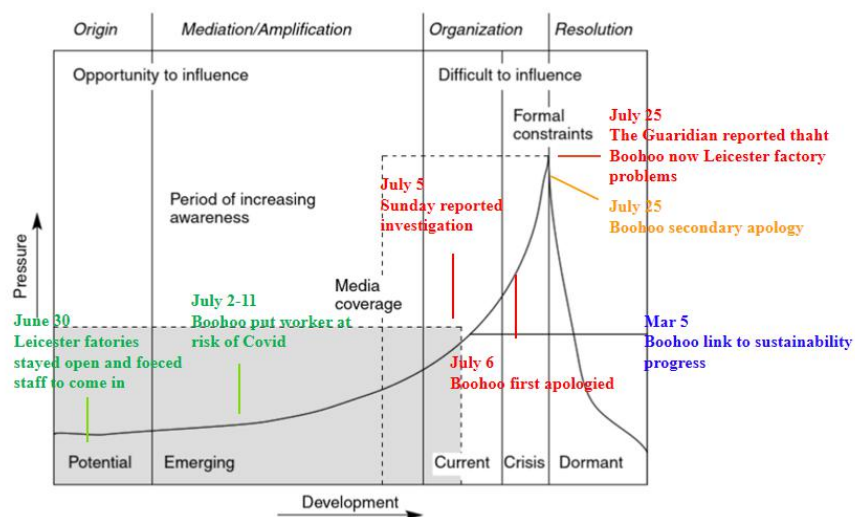 Origin
Mediation/Amplification
Organization
Resolution
Opportunity to influence
Difficult to influence
Formal
constraints
July 25
The Guaridian reported thaht
Boohoo now Leicester factory
problems
July 5
Sunday reported
investigation
Period of increasing
awareness
July 25
Boohoo secondary apology
Pressure
Media
coverage
July 2-11
Boohoo put worker at
risk of Covid
June 30
Leicester fatories
stayed open and foeced
staff to come in
Mar 5
Boohoo link to sustainability
progress
July 6
Boohoo first apologied
Potential
Emerging
Current
Crisis
Dormant
Development